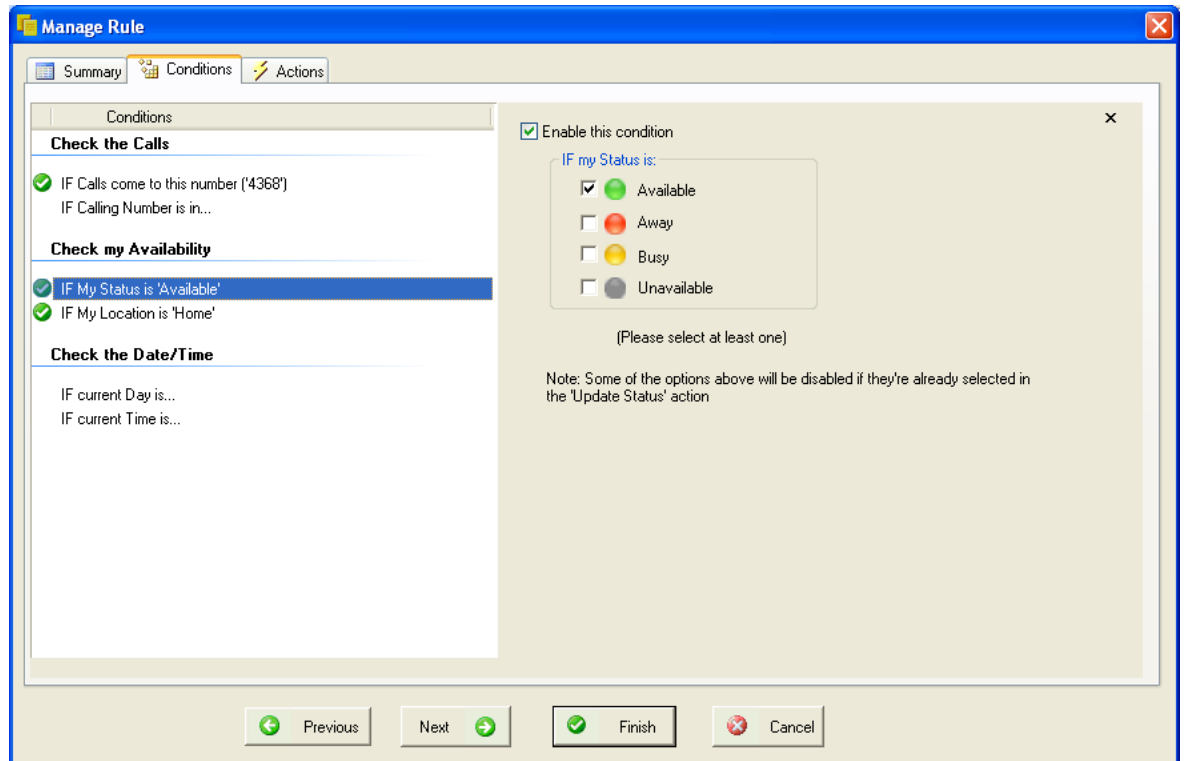 Manage Rule
Summary
Conditions
Actions
Conditions
Check the Calls
IF Calls come to this number ('4368')
IF Calling Number is in...
Check my Availability
IF My Status is 'Available'
IF My Location is 'Home'
Check the Date/Time
IF current Day is...
IF current Time is...
Enable this condition
IF my Status is:
Available
Away
Busy
Unavailable
(Please select at least one)
Note: Some of the options above will be disabled if they're already selected in
the 'Update Status' action
Previous
Next
Finish
Cancel